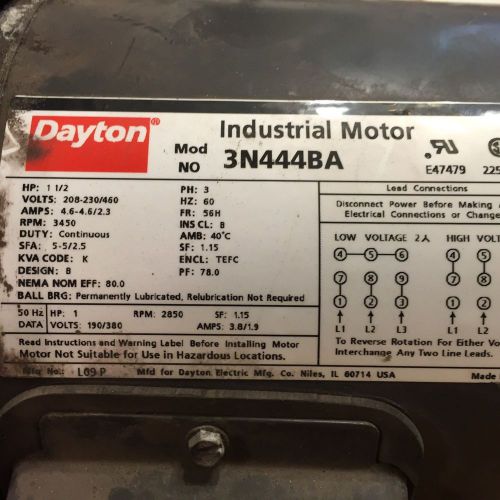 Dayton®
Industrial Motor
Mod NO 3N444BA
E47479
225
HP: 1 1/2
VOLTS: 208-230/460
AMPS: 4.6-4.6/2.3
RPM: 3450
DUTY: Continuous
SFA: 5-5/2.5
KVA CODE: K
DESIGN: B
NEMA NOM EFF: 80.0
PH: 3
HZ: 60
FR: 56H
INS CL: B
AMB: 40°C
SF: 1.15
ENCL: TEFC
PF: 78.0
BALL BRG: Permanently Lubricated, Relubrication Not Required
50 Hz DATA
HP: 1 RPM: 2850 SF: 1.15
VOLTS: 190/380 AMPS: 3.8/1.9
Read Instructions and Warning Label Before Installing Motor
Motor Not Suitable for Use in Hazardous Locations.
Mfg No.: L09 P
Mfd for Dayton Electric Mfg. Co. Niles, IL 60714 USA
Made
Lead Connections
Disconnect Power Before Making
Electrical Connections or Chang
LOW VOLTAGE 2人 HIGH VOL
4 5 6 4 5
7 8 9 7 8
1 2 3 1 2
L1 L2 L3 L1 L2
To Reverse Rotation For Either Vo
Interchange Any Two Line Leads.